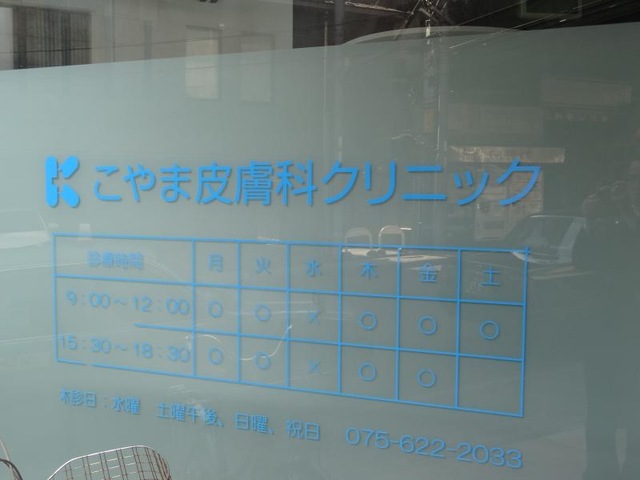 こやま皮膚科クリニック
診療時間 月 火 水 木 金 土
9:00～12:00 ○ ○ × ○ ○ ○
15:30～18:30 ○ ○ × ○ ○
休診日：水曜 土曜午後、日曜、祝日 075-622-2033